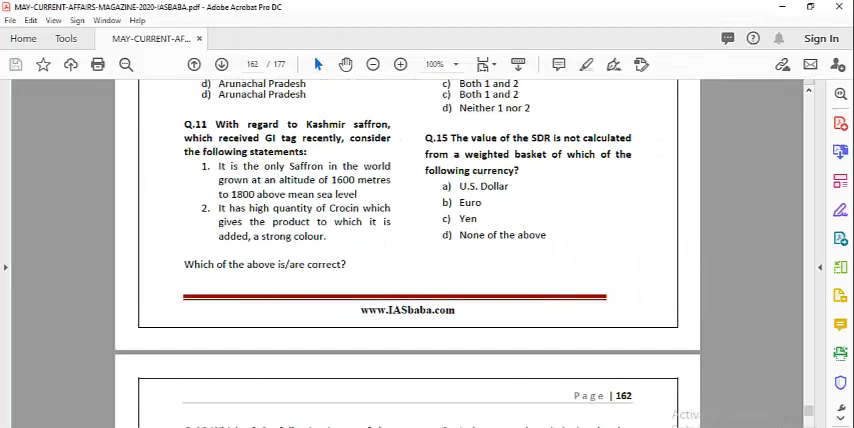 MAY-CURRENT-AFFAIRS-MAGAZINE-2020-IASBABA.pdf - Adobe Acrobat Pro DC
File Edit View Sign Window Help
Home Tools MAY-CURRENT-AF... × Sign In
162 / 177 100%
d) Arunachal Pradesh
d) Arunachal Pradesh
Q.11 With regard to Kashmir saffron,
which received GI tag recently, consider
the following statements:
1. It is the only Saffron in the world
grown at an altitude of 1600 metres
to 1800 above mean sea level
2. It has high quantity of Crocin which
gives the product to which it is
added, a strong colour.
Which of the above is/are correct?
c) Both 1 and 2
c) Both 1 and 2
d) Neither 1 nor 2
Q.15 The value of the SDR is not calculated
from a weighted basket of which of the
following currency?
a) U.S. Dollar
b) Euro
c) Yen
d) None of the above
www.IASbaba.com
Page | 162